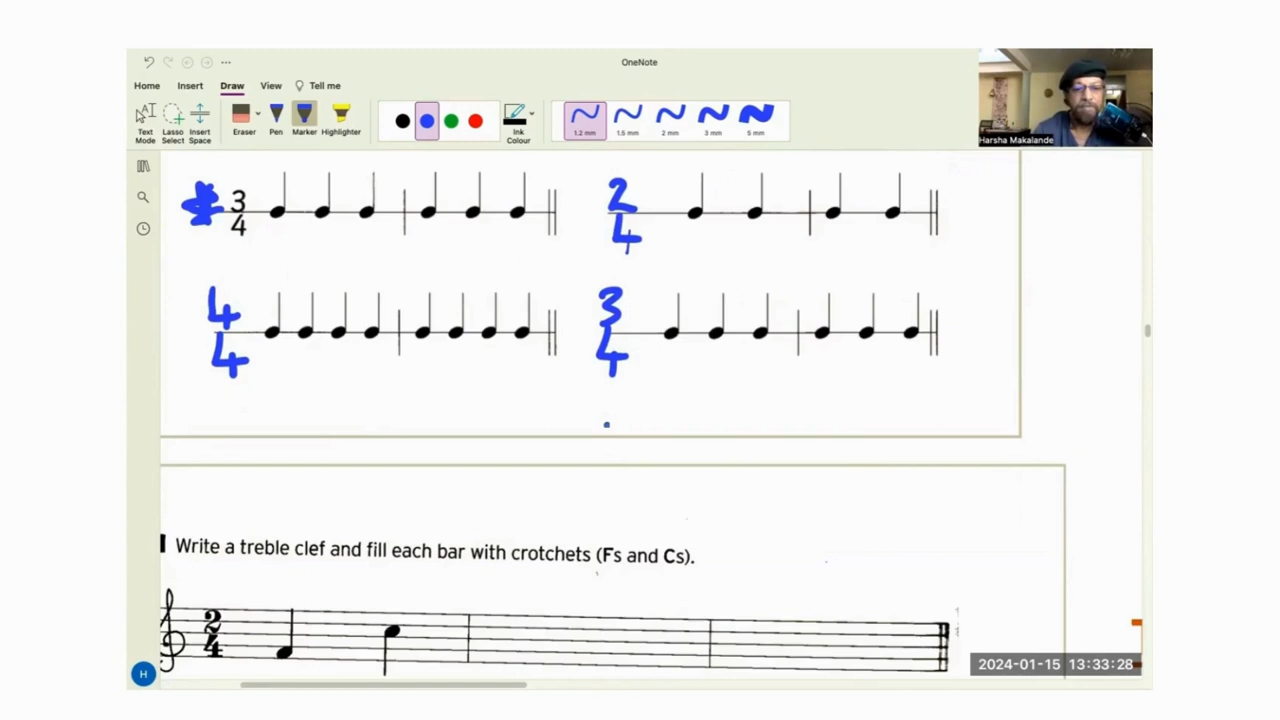 OneNote
Home Insert Draw View Tell me
Text Mode
Lasso Select
Insert Space
Eraser
Pen
Marker
Highlighter
Ink Colour
1.2 mm 1.5 mm 2 mm 3 mm 5 mm
Harsha Makalande
3
4
2
4
4
4
3
4
Write a treble clef and fill each bar with crotchets (Fs and Cs).
2
4
H
2024-01-15 13:33:28